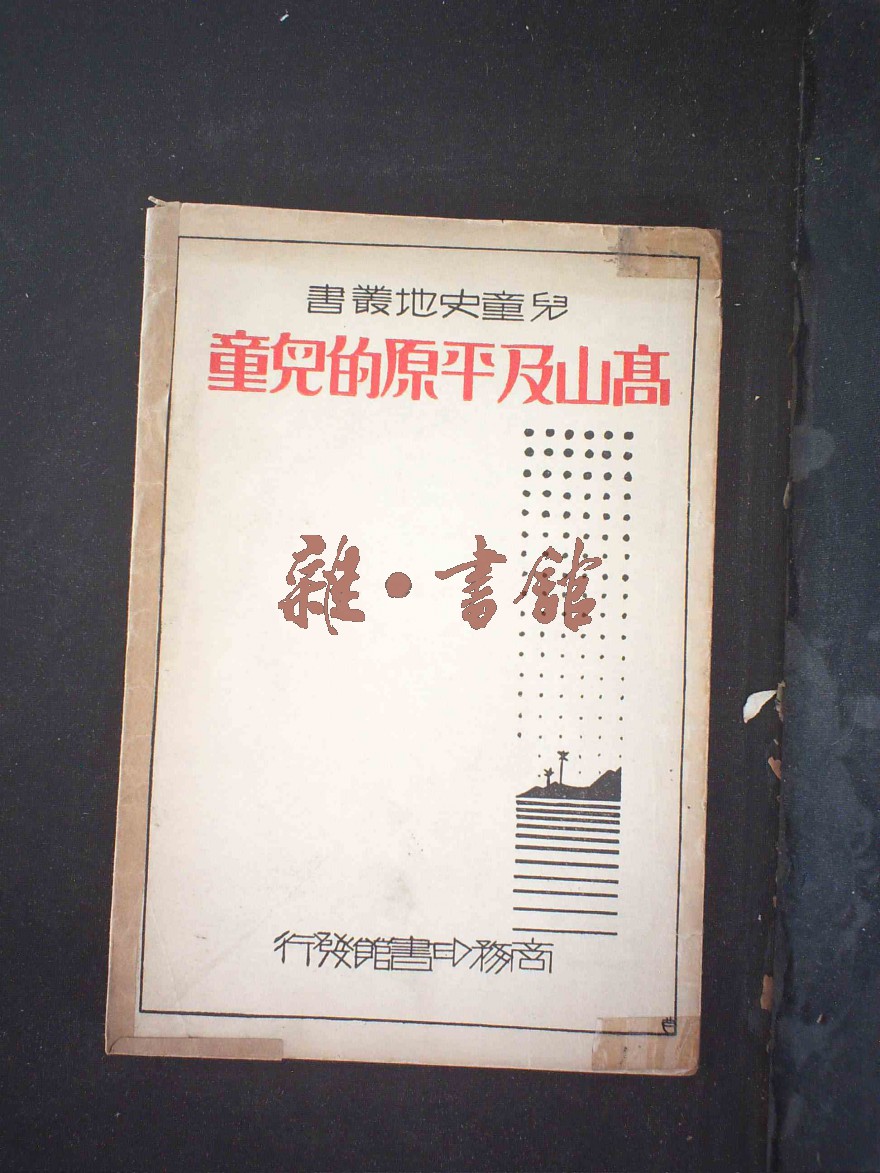 兒童史地叢書
髙山及平原的兒童
雜·書館
商務印書館發行